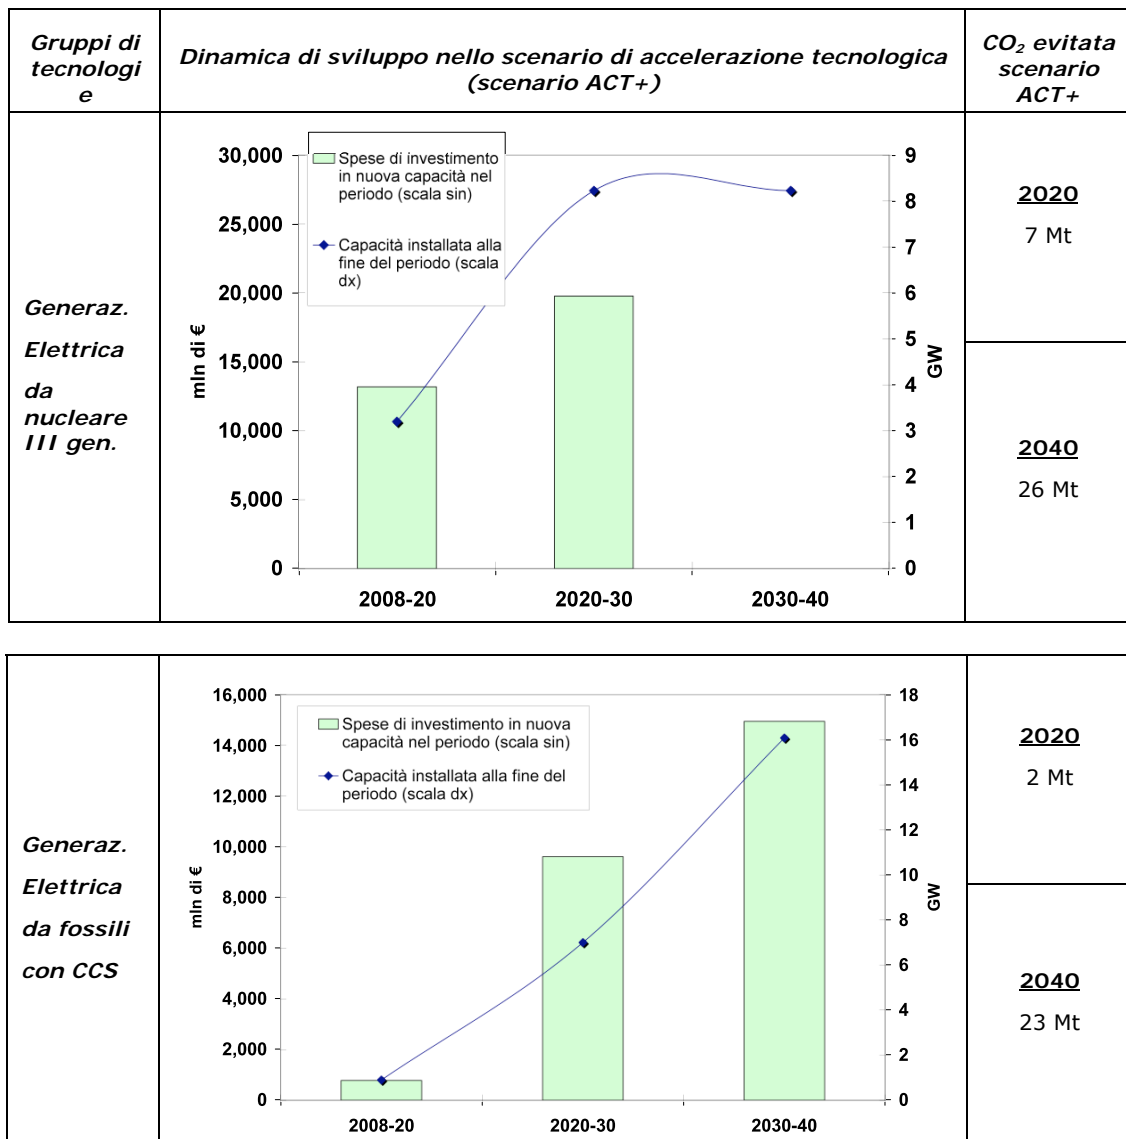 Gruppi di
tecnologi
e
Dinamica di sviluppo nello scenario di accelerazione tecnologica
(scenario ACT+)
CO₂ evitata
scenario
ACT+
Generaz.
Elettrica
da
nucleare
III gen.
Spese di investimento
in nuova capacità nel
periodo (scala sin)
Capacità installata alla
fine del periodo (scala
dx)
mln di €
30,000
25,000
20,000
15,000
10,000
5,000
0
9
8
7
6
5
4
3
2
1
0
GW
2008-20
2020-30
2030-40
2020
7 Mt
2040
26 Mt
Generaz.
Elettrica
da fossili
con CCS
Spese di investimento in nuova
capacità nel periodo (scala sin)
Capacità installata alla fine del
periodo (scala dx)
mln di €
16,000
14,000
12,000
10,000
8,000
6,000
4,000
2,000
0
18
16
14
12
10
8
6
4
2
0
GW
2008-20
2020-30
2030-40
2020
2 Mt
2040
23 Mt